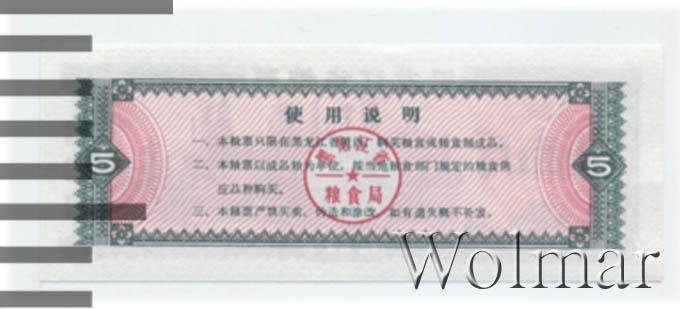 使用说明
5
一、本粮票只限在黑龙江省 购买粮食或粮食制成品。
二、本粮票以成品粮为单位，按当地粮食部门规定的粮食供
应品种购买。
三、本粮票严禁买卖、伪造和涂改，如有遗失概不补发。
5
黑龙江省
粮食局
Wolmar